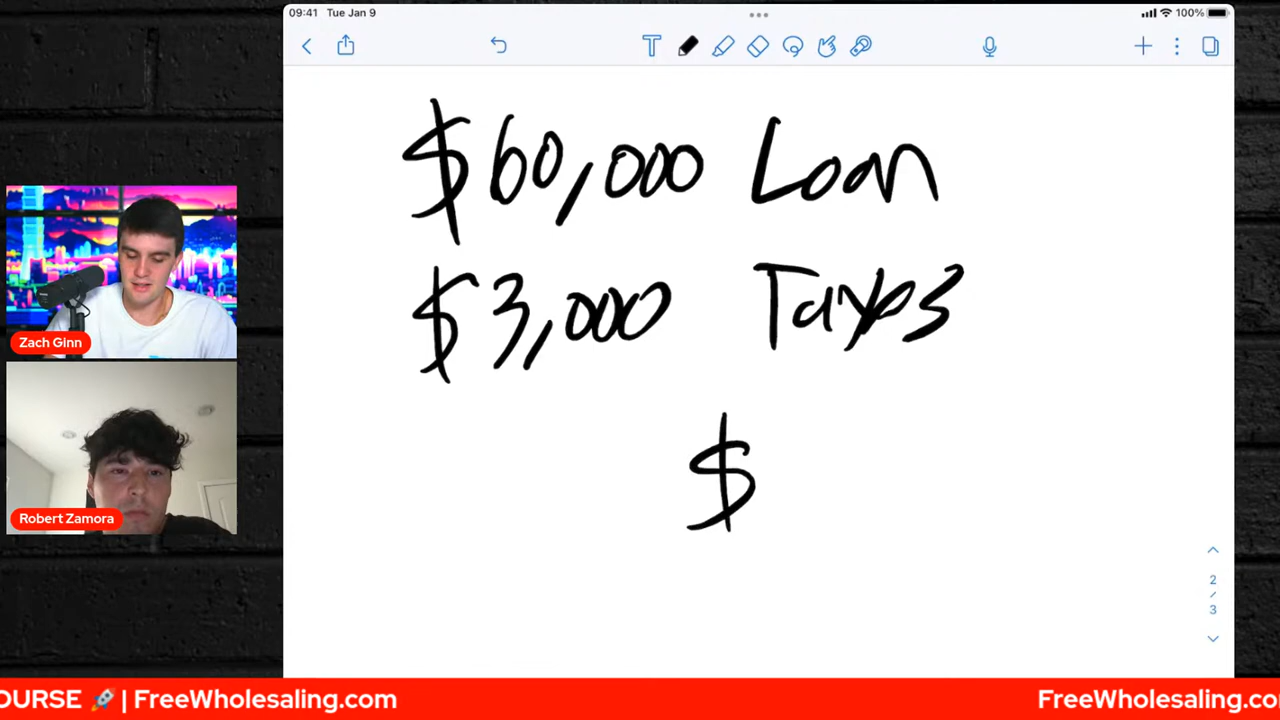 09:41 Tue Jan 9
100%
$60,000 Loan
$3,000 Taxes
$
Zach Ginn
Robert Zamora
2
/
3
OURSE 🚀 | FreeWholesaling.com
FreeWholesaling.co